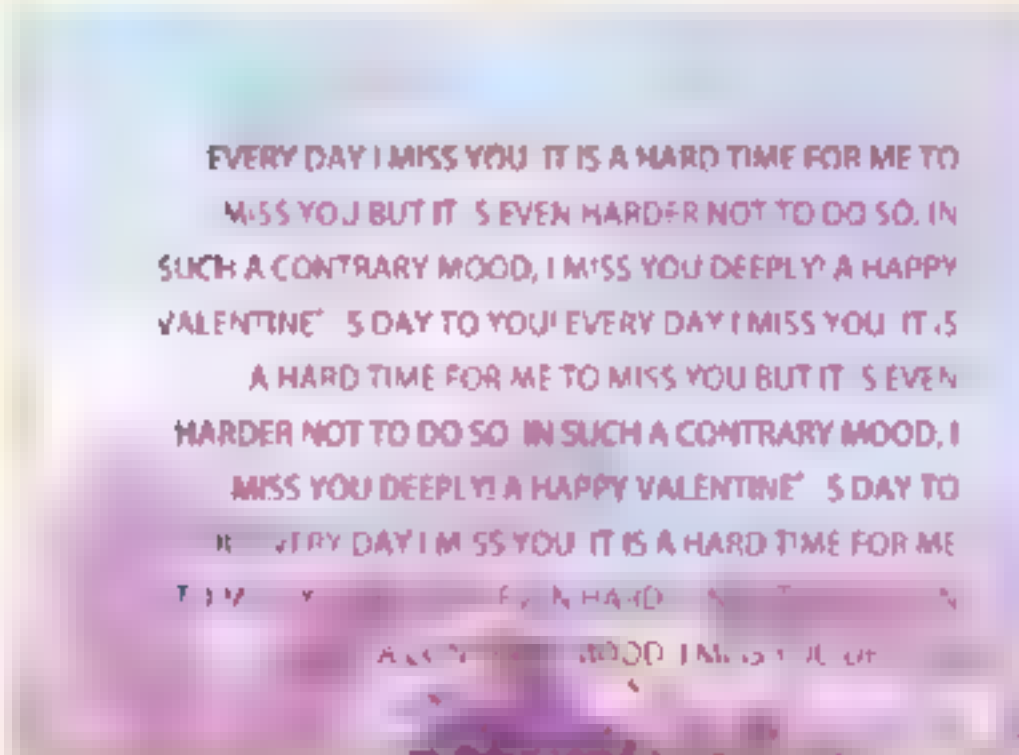 EVERY DAY I MISS YOU IT IS A HARD TIME FOR ME TO
MISS YOU BUT IT S EVEN HARDER NOT TO DO SO. IN
SUCH A CONTRARY MOOD, I MISS YOU DEEPLY! A HAPPY
VALENTINE' S DAY TO YOU! EVERY DAY I MISS YOU IT IS
A HARD TIME FOR ME TO MISS YOU BUT IT S EVEN
HARDER NOT TO DO SO IN SUCH A CONTRARY MOOD, I
MISS YOU DEEPLY! A HAPPY VALENTINE' S DAY TO
DAY I MISS YOU IT IS A HARD TIME FOR ME
HARD
MOOD I